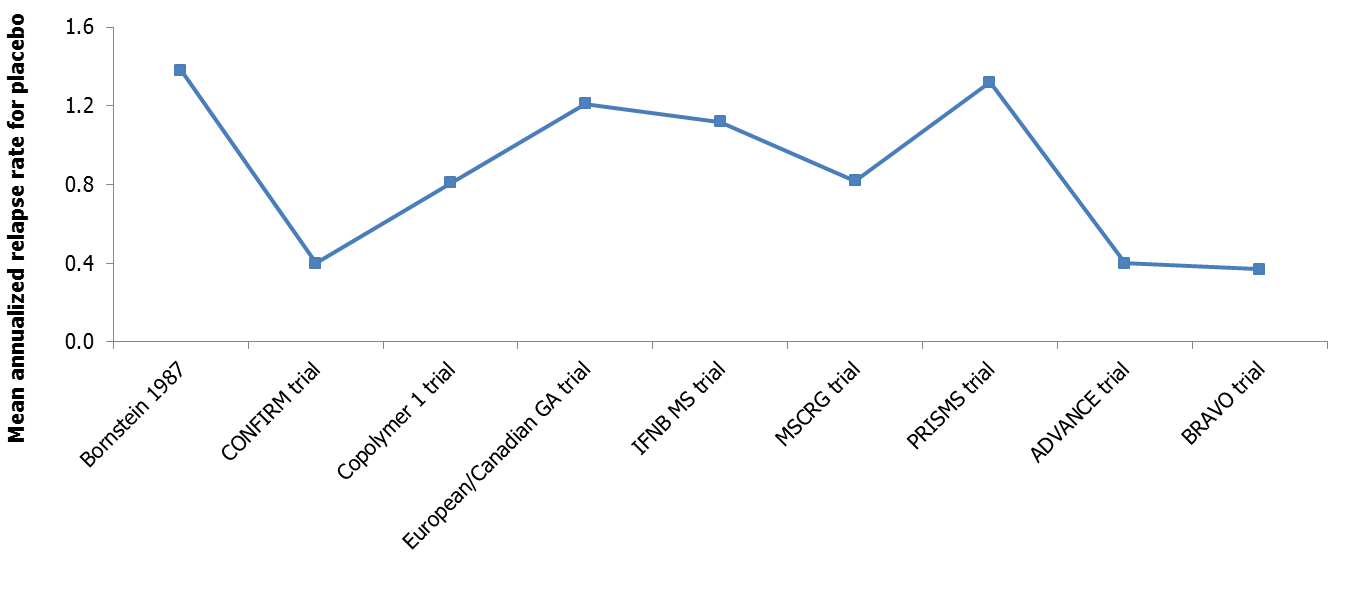 Mean annualized relapse rate for placebo
1.6
1.2
0.8
0.4
0.0
Bornstein 1987
CONFIRM trial
Copolymer 1 trial
European/Canadian GA trial
IFNB MS trial
MSCRG trial
PRISMS trial
ADVANCE trial
BRAVO trial